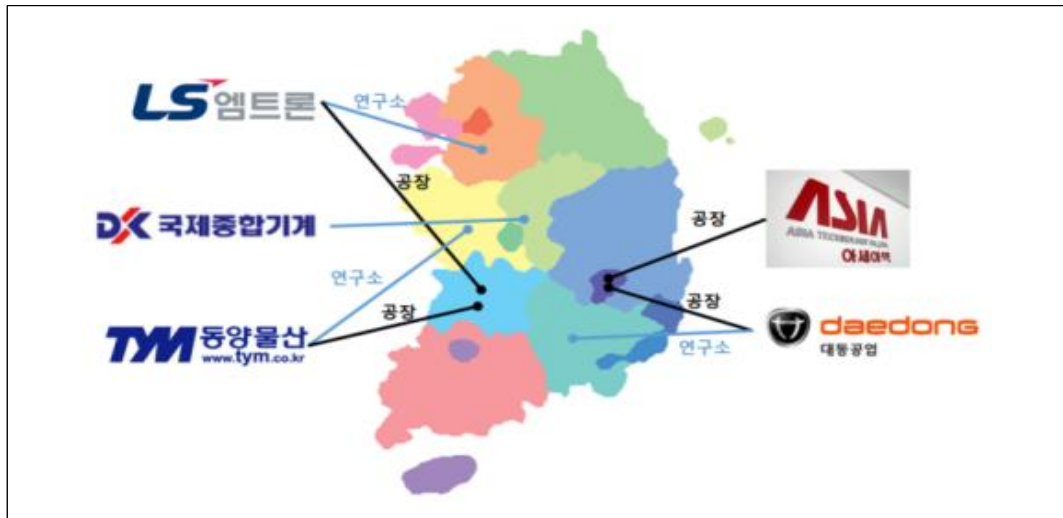 LS 엠트론
연구소
공장
국제종합기계
연구소
공장
TYM 동양물산
www.tym.co.kr
공장
ASIA
아세아텍
공장
daedong
대동공업
연구소